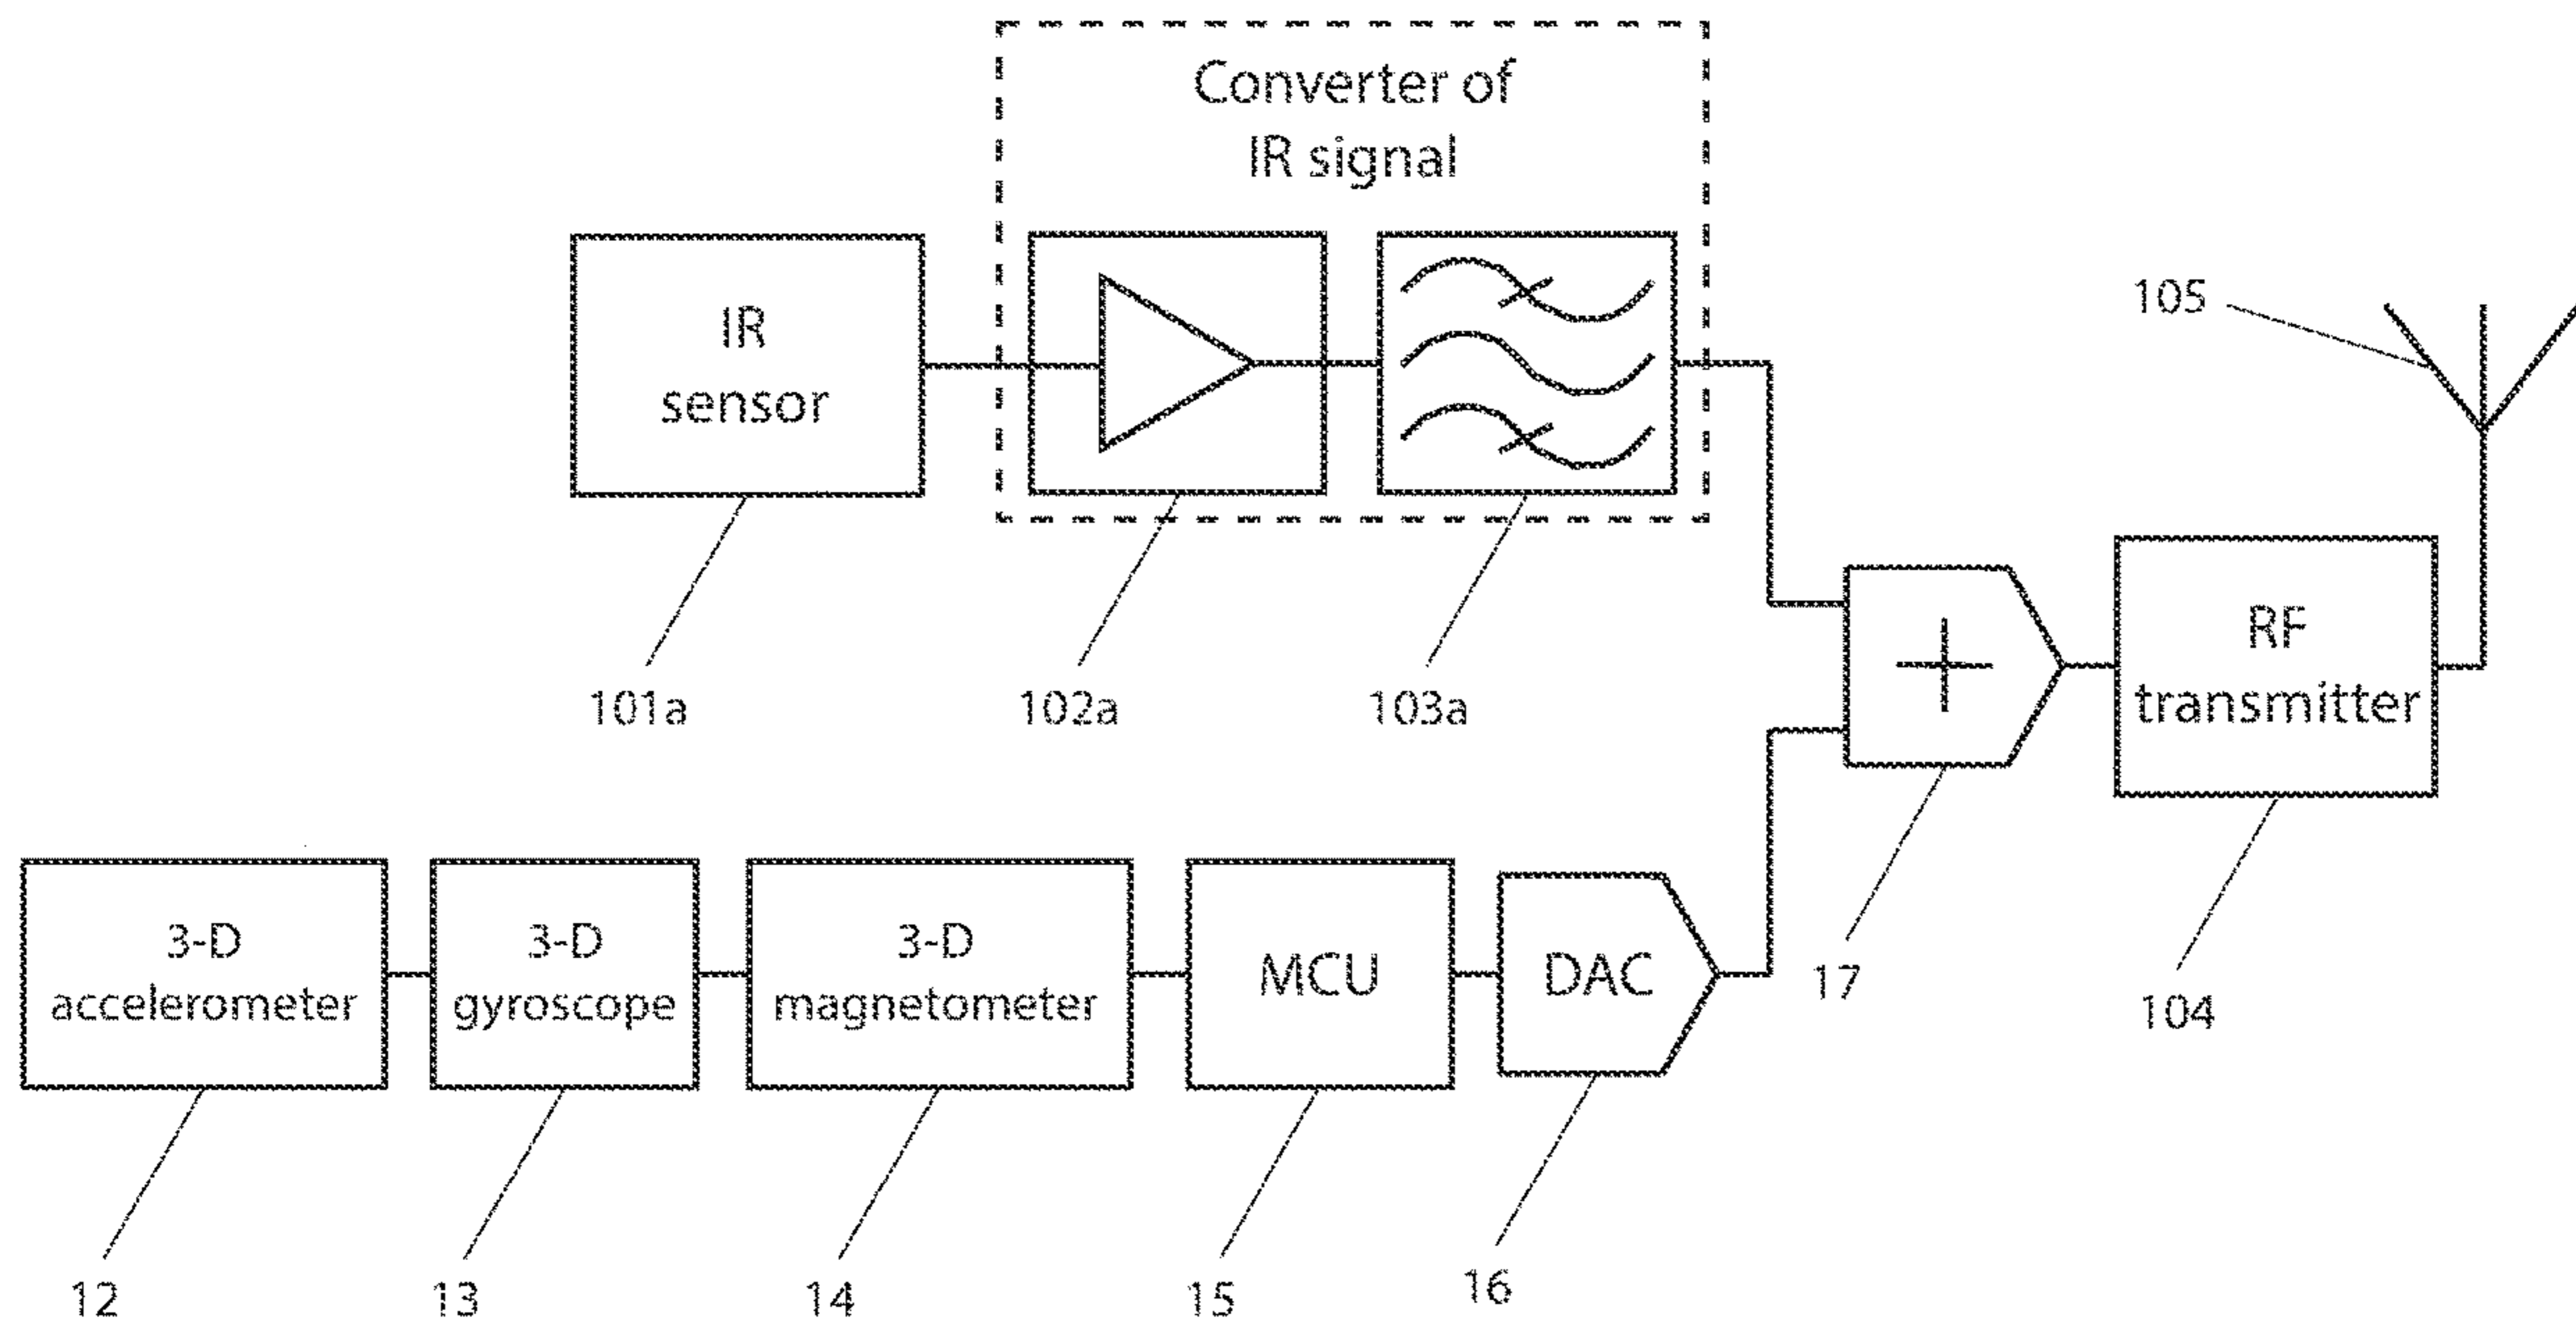 Converter of
IR signal
IR
sensor
105
RF
transmitter
101a
102a
103a
3-D
accelerometer
3-D
gyroscope
3-D
magnetometer
MCU
DAC
17
104
12
13
14
15
16